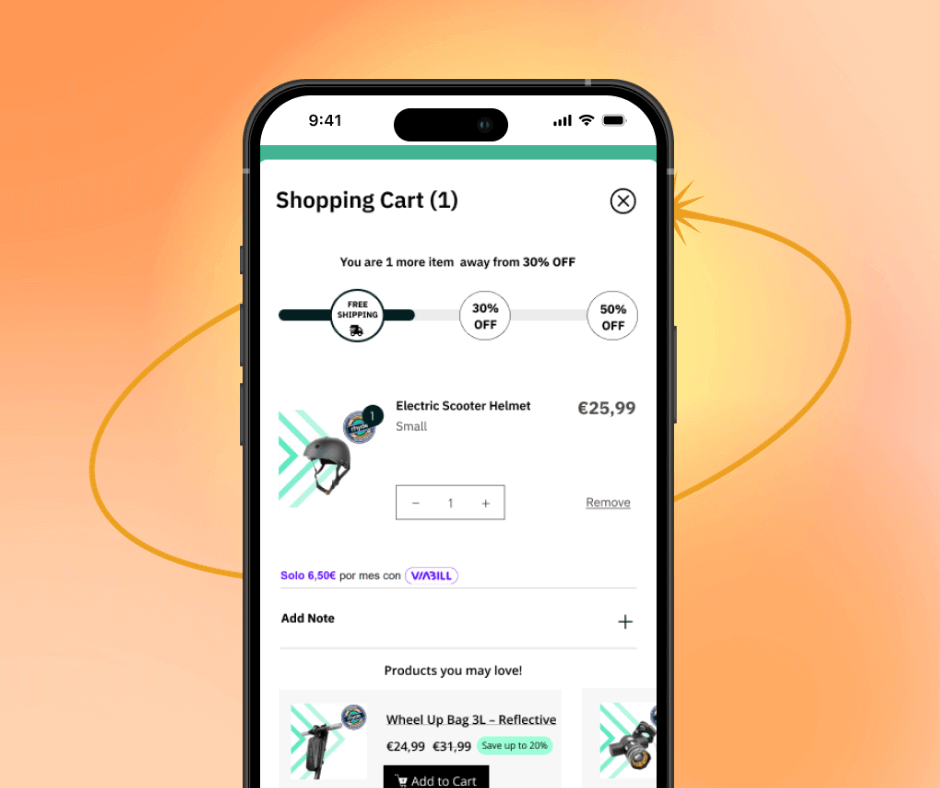 9:41
Shopping Cart (1)
You are 1 more item away from 30% OFF
FREE
SHIPPING
30%
OFF
50%
OFF
1
Electric Scooter Helmet
€25,99
Small
− 1 +
Remove
Solo 6,50€ por mes con VIABILL
Add Note
+
Products you may love!
Wheel Up Bag 3L – Reflective
€24,99 €31,99 Save up to 20%
Add to Cart